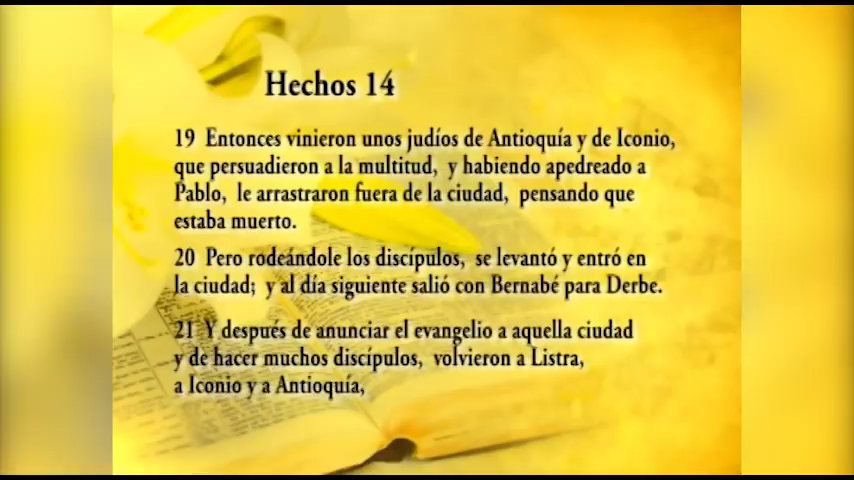 Hechos 14
19 Entonces vinieron unos judíos de Antioquía y de Iconio,
que persuadieron a la multitud, y habiendo apedreado a
Pablo, le arrastraron fuera de la ciudad, pensando que
estaba muerto.
20 Pero rodeándole los discípulos, se levantó y entró en
la ciudad; y al día siguiente salió con Bernabé para Derbe.
21 Y después de anunciar el evangelio a aquella ciudad
y de hacer muchos discípulos, volvieron a Listra,
a Iconio y a Antioquía,